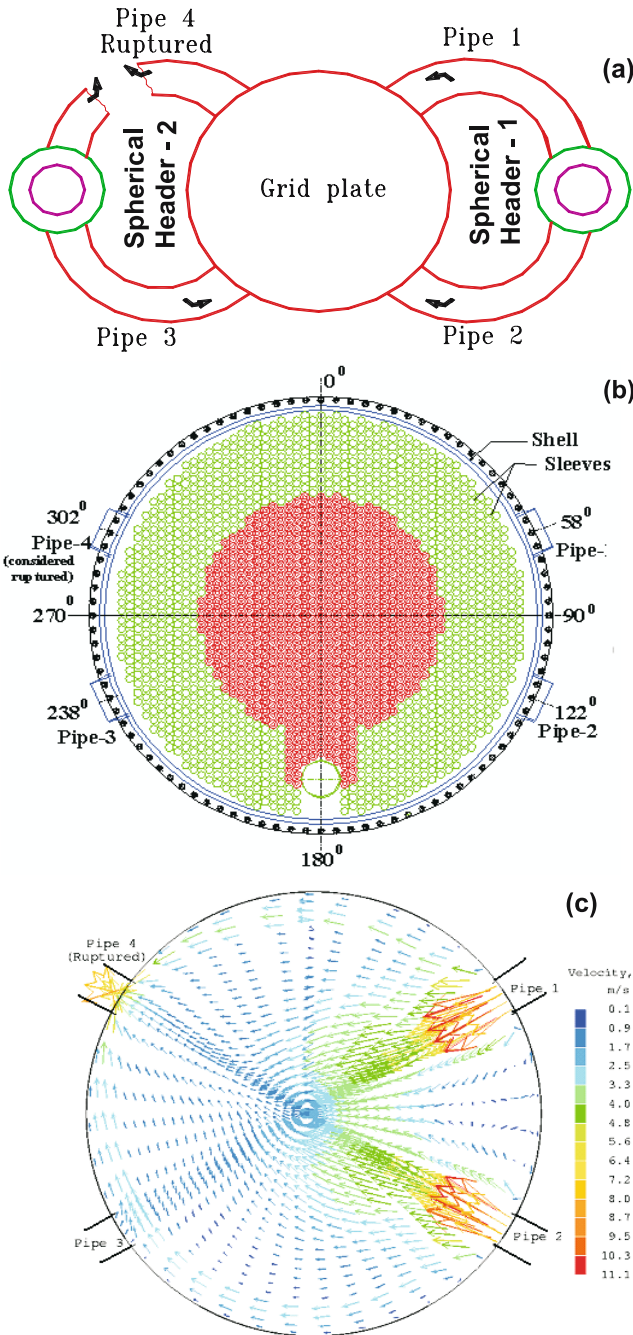 Pipe 4
Ruptured
Pipe 1
(a)
Spherical
Header - 2
Grid plate
Spherical
Header - 1
Pipe 3
Pipe 2
0⁰
(b)
Shell
Sleeves
302⁰
Pipe-4
(considered
ruptured)
58⁰
Pipe-
270⁰
90⁰
238⁰
Pipe-3
122⁰
Pipe-2
180⁰
(c)
Pipe 4
(Ruptured)
Velocity,
m/s
Pipe 1
0.1
0.9
1.7
2.5
3.3
4.0
4.8
5.6
6.4
7.2
8.0
8.7
9.5
10.3
11.1
Pipe 3
Pipe 2